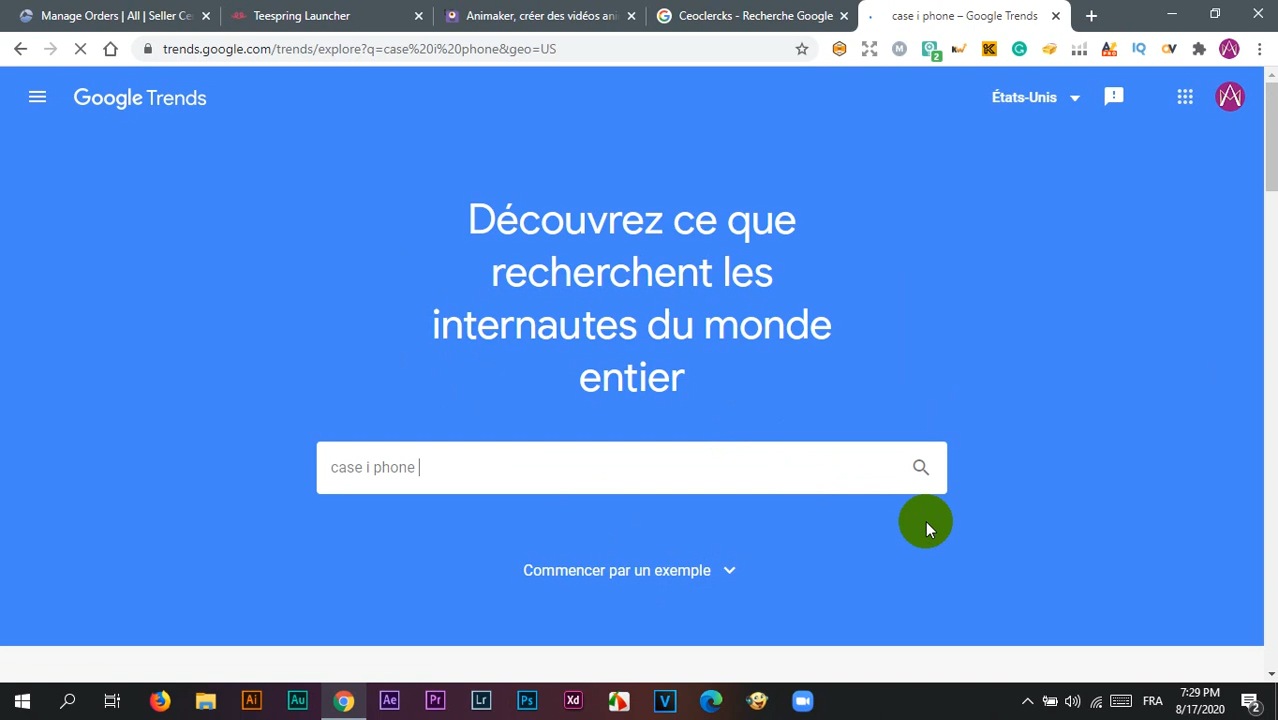 Manage Orders | All | Seller Ce
Teespring Launcher
Animaker, créer des vidéos ani
Ceoclercks - Recherche Google
case i phone – Google Trends
trends.google.com/trends/explore?q=case%20i%20phone&geo=US
Google Trends
États-Unis
Découvrez ce que
recherchent les
internautes du monde
entier
case i phone
Commencer par un exemple
FRA
7:29 PM
8/17/2020